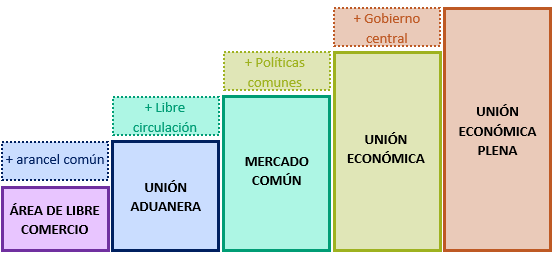 + arancel común
ÁREA DE LIBRE
COMERCIO
+ Libre
circulación
UNIÓN
ADUANERA
+ Políticas
comunes
MERCADO
COMÚN
+ Gobierno
central
UNIÓN
ECONÓMICA
UNIÓN
ECONÓMICA
PLENA